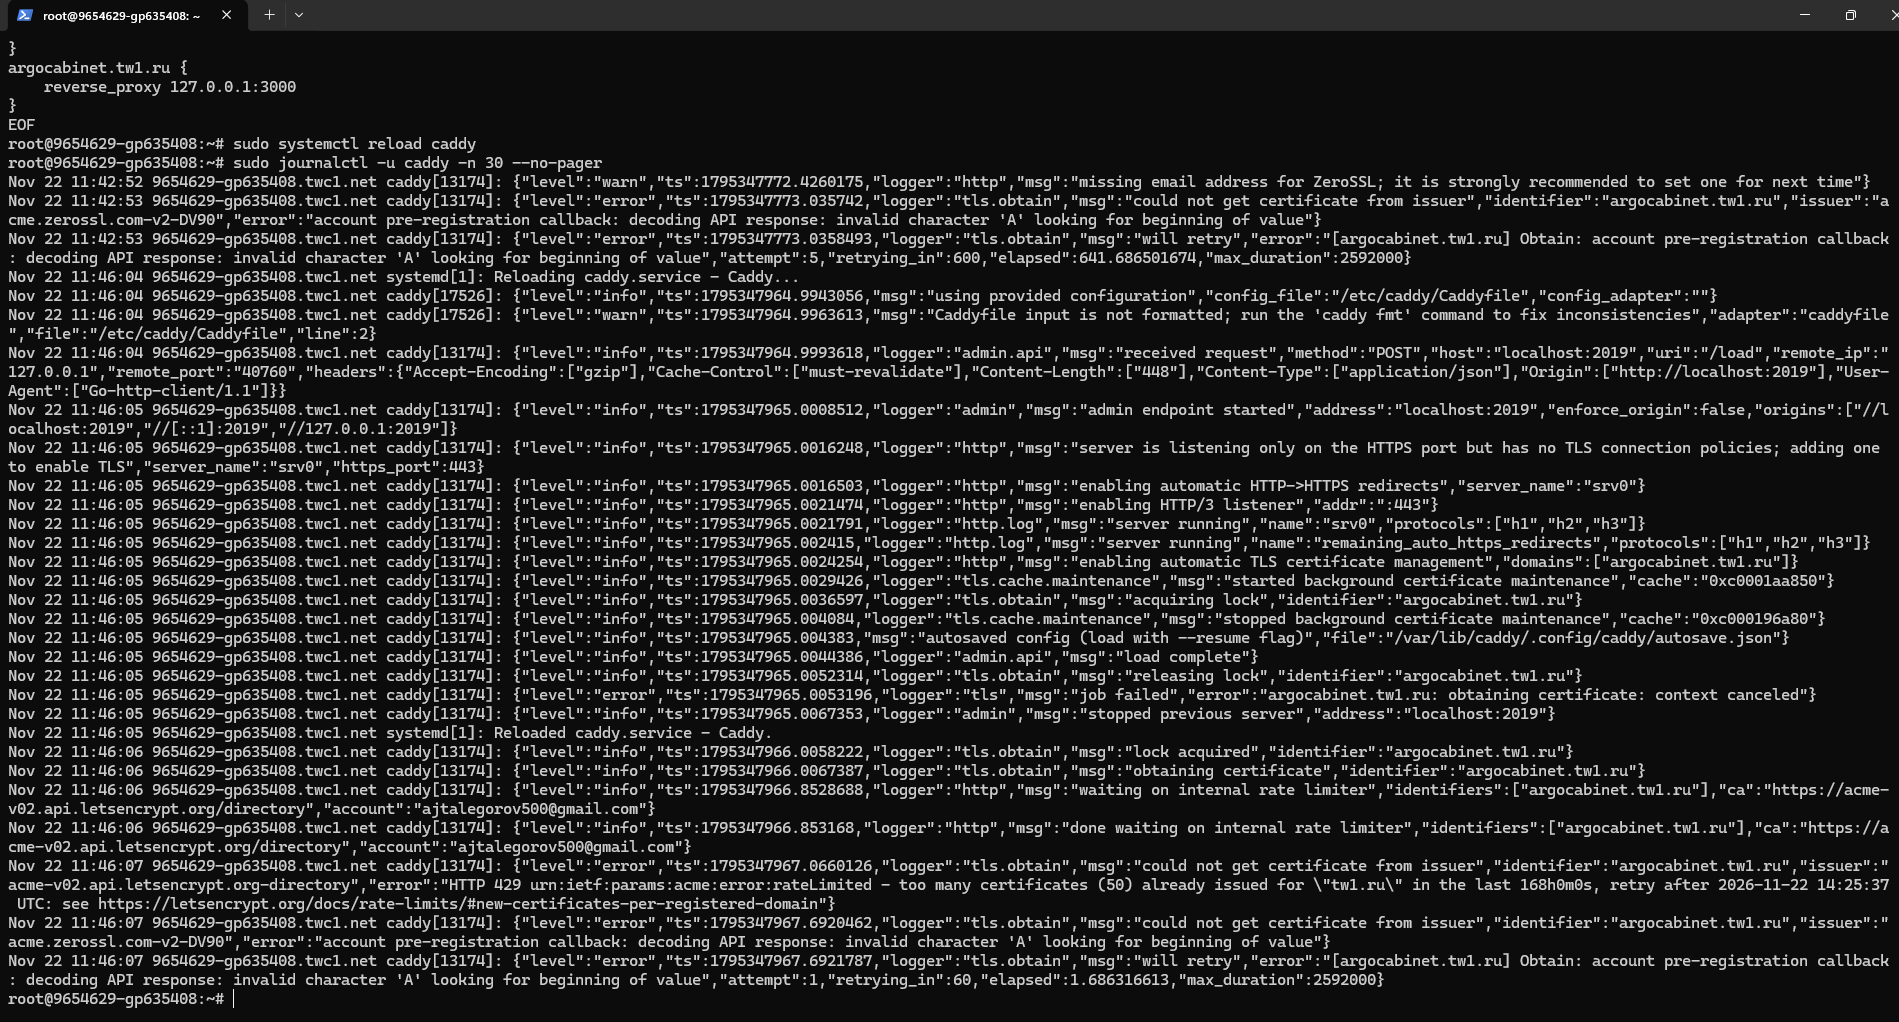 root@9654629-gp635408: ~
}
argocabinet.tw1.ru {
    reverse_proxy 127.0.0.1:3000
}
EOF
root@9654629-gp635408:~# sudo systemctl reload caddy
root@9654629-gp635408:~# sudo journalctl -u caddy -n 30 --no-pager
Nov 22 11:42:52 9654629-gp635408.twc1.net caddy[13174]: {"level":"warn","ts":1795347772.4260175,"logger":"http","msg":"missing email address for ZeroSSL; it is strongly recommended to set one for next time"}
Nov 22 11:42:53 9654629-gp635408.twc1.net caddy[13174]: {"level":"error","ts":1795347773.035742,"logger":"tls.obtain","msg":"could not get certificate from issuer","identifier":"argocabinet.tw1.ru","issuer":"a
cme.zerossl.com-v2-DV90","error":"account pre-registration callback: decoding API response: invalid character 'A' looking for beginning of value"}
Nov 22 11:42:53 9654629-gp635408.twc1.net caddy[13174]: {"level":"error","ts":1795347773.0358493,"logger":"tls.obtain","msg":"will retry","error":"[argocabinet.tw1.ru] Obtain: account pre-registration callback
: decoding API response: invalid character 'A' looking for beginning of value","attempt":5,"retrying_in":600,"elapsed":641.686501674,"max_duration":2592000}
Nov 22 11:46:04 9654629-gp635408.twc1.net systemd[1]: Reloading caddy.service - Caddy...
Nov 22 11:46:04 9654629-gp635408.twc1.net caddy[17526]: {"level":"info","ts":1795347964.9943056,"msg":"using provided configuration","config_file":"/etc/caddy/Caddyfile","config_adapter":""}
Nov 22 11:46:04 9654629-gp635408.twc1.net caddy[17526]: {"level":"warn","ts":1795347964.9963613,"msg":"Caddyfile input is not formatted; run the 'caddy fmt' command to fix inconsistencies","adapter":"caddyfile
","file":"/etc/caddy/Caddyfile","line":2}
Nov 22 11:46:04 9654629-gp635408.twc1.net caddy[13174]: {"level":"info","ts":1795347964.9993618,"logger":"admin.api","msg":"received request","method":"POST","host":"localhost:2019","uri":"/load","remote_ip":"
127.0.0.1","remote_port":"40760","headers":{"Accept-Encoding":["gzip"],"Cache-Control":["must-revalidate"],"Content-Length":["448"],"Content-Type":["application/json"],"Origin":["http://localhost:2019"],"User-
Agent":["Go-http-client/1.1"]}}
Nov 22 11:46:05 9654629-gp635408.twc1.net caddy[13174]: {"level":"info","ts":1795347965.0008512,"logger":"admin","msg":"admin endpoint started","address":"localhost:2019","enforce_origin":false,"origins":["//l
ocalhost:2019","//[::1]:2019","//127.0.0.1:2019"]}
Nov 22 11:46:05 9654629-gp635408.twc1.net caddy[13174]: {"level":"info","ts":1795347965.0016248,"logger":"http","msg":"server is listening only on the HTTPS port but has no TLS connection policies; adding one
to enable TLS","server_name":"srv0","https_port":443}
Nov 22 11:46:05 9654629-gp635408.twc1.net caddy[13174]: {"level":"info","ts":1795347965.0016503,"logger":"http","msg":"enabling automatic HTTP->HTTPS redirects","server_name":"srv0"}
Nov 22 11:46:05 9654629-gp635408.twc1.net caddy[13174]: {"level":"info","ts":1795347965.0021474,"logger":"http","msg":"enabling HTTP/3 listener","addr":":443"}
Nov 22 11:46:05 9654629-gp635408.twc1.net caddy[13174]: {"level":"info","ts":1795347965.0021791,"logger":"http.log","msg":"server running","name":"srv0","protocols":["h1","h2","h3"]}
Nov 22 11:46:05 9654629-gp635408.twc1.net caddy[13174]: {"level":"info","ts":1795347965.002415,"logger":"http.log","msg":"server running","name":"remaining_auto_https_redirects","protocols":["h1","h2","h3"]}
Nov 22 11:46:05 9654629-gp635408.twc1.net caddy[13174]: {"level":"info","ts":1795347965.0024254,"logger":"http","msg":"enabling automatic TLS certificate management","domains":["argocabinet.tw1.ru"]}
Nov 22 11:46:05 9654629-gp635408.twc1.net caddy[13174]: {"level":"info","ts":1795347965.0029426,"logger":"tls.cache.maintenance","msg":"started background certificate maintenance","cache":"0xc0001aa850"}
Nov 22 11:46:05 9654629-gp635408.twc1.net caddy[13174]: {"level":"info","ts":1795347965.0036597,"logger":"tls.obtain","msg":"acquiring lock","identifier":"argocabinet.tw1.ru"}
Nov 22 11:46:05 9654629-gp635408.twc1.net caddy[13174]: {"level":"info","ts":1795347965.004084,"logger":"tls.cache.maintenance","msg":"stopped background certificate maintenance","cache":"0xc000196a80"}
Nov 22 11:46:05 9654629-gp635408.twc1.net caddy[13174]: {"level":"info","ts":1795347965.004383,"msg":"autosaved config (load with --resume flag)","file":"/var/lib/caddy/.config/caddy/autosave.json"}
Nov 22 11:46:05 9654629-gp635408.twc1.net caddy[13174]: {"level":"info","ts":1795347965.0044386,"logger":"admin.api","msg":"load complete"}
Nov 22 11:46:05 9654629-gp635408.twc1.net caddy[13174]: {"level":"info","ts":1795347965.0052314,"logger":"tls.obtain","msg":"releasing lock","identifier":"argocabinet.tw1.ru"}
Nov 22 11:46:05 9654629-gp635408.twc1.net caddy[13174]: {"level":"error","ts":1795347965.0053196,"logger":"tls","msg":"job failed","error":"argocabinet.tw1.ru: obtaining certificate: context canceled"}
Nov 22 11:46:05 9654629-gp635408.twc1.net caddy[13174]: {"level":"info","ts":1795347965.0067353,"logger":"admin","msg":"stopped previous server","address":"localhost:2019"}
Nov 22 11:46:05 9654629-gp635408.twc1.net systemd[1]: Reloaded caddy.service - Caddy.
Nov 22 11:46:06 9654629-gp635408.twc1.net caddy[13174]: {"level":"info","ts":1795347966.0058222,"logger":"tls.obtain","msg":"lock acquired","identifier":"argocabinet.tw1.ru"}
Nov 22 11:46:06 9654629-gp635408.twc1.net caddy[13174]: {"level":"info","ts":1795347966.0067387,"logger":"tls.obtain","msg":"obtaining certificate","identifier":"argocabinet.tw1.ru"}
Nov 22 11:46:06 9654629-gp635408.twc1.net caddy[13174]: {"level":"info","ts":1795347966.8528688,"logger":"http","msg":"waiting on internal rate limiter","identifiers":["argocabinet.tw1.ru"],"ca":"https://acme-
v02.api.letsencrypt.org/directory","account":"ajtalegorov500@gmail.com"}
Nov 22 11:46:06 9654629-gp635408.twc1.net caddy[13174]: {"level":"info","ts":1795347966.853168,"logger":"http","msg":"done waiting on internal rate limiter","identifiers":["argocabinet.tw1.ru"],"ca":"https://a
cme-v02.api.letsencrypt.org/directory","account":"ajtalegorov500@gmail.com"}
Nov 22 11:46:07 9654629-gp635408.twc1.net caddy[13174]: {"level":"error","ts":1795347967.0660126,"logger":"tls.obtain","msg":"could not get certificate from issuer","identifier":"argocabinet.tw1.ru","issuer":"
acme-v02.api.letsencrypt.org-directory","error":"HTTP 429 urn:ietf:params:acme:error:rateLimited - too many certificates (50) already issued for \"tw1.ru\" in the last 168h0m0s, retry after 2026-11-22 14:25:37
 UTC: see https://letsencrypt.org/docs/rate-limits/#new-certificates-per-registered-domain"}
Nov 22 11:46:07 9654629-gp635408.twc1.net caddy[13174]: {"level":"error","ts":1795347967.6920462,"logger":"tls.obtain","msg":"could not get certificate from issuer","identifier":"argocabinet.tw1.ru","issuer":"
acme.zerossl.com-v2-DV90","error":"account pre-registration callback: decoding API response: invalid character 'A' looking for beginning of value"}
Nov 22 11:46:07 9654629-gp635408.twc1.net caddy[13174]: {"level":"error","ts":1795347967.6921787,"logger":"tls.obtain","msg":"will retry","error":"[argocabinet.tw1.ru] Obtain: account pre-registration callback
: decoding API response: invalid character 'A' looking for beginning of value","attempt":1,"retrying_in":60,"elapsed":1.686316613,"max_duration":2592000}
root@9654629-gp635408:~#